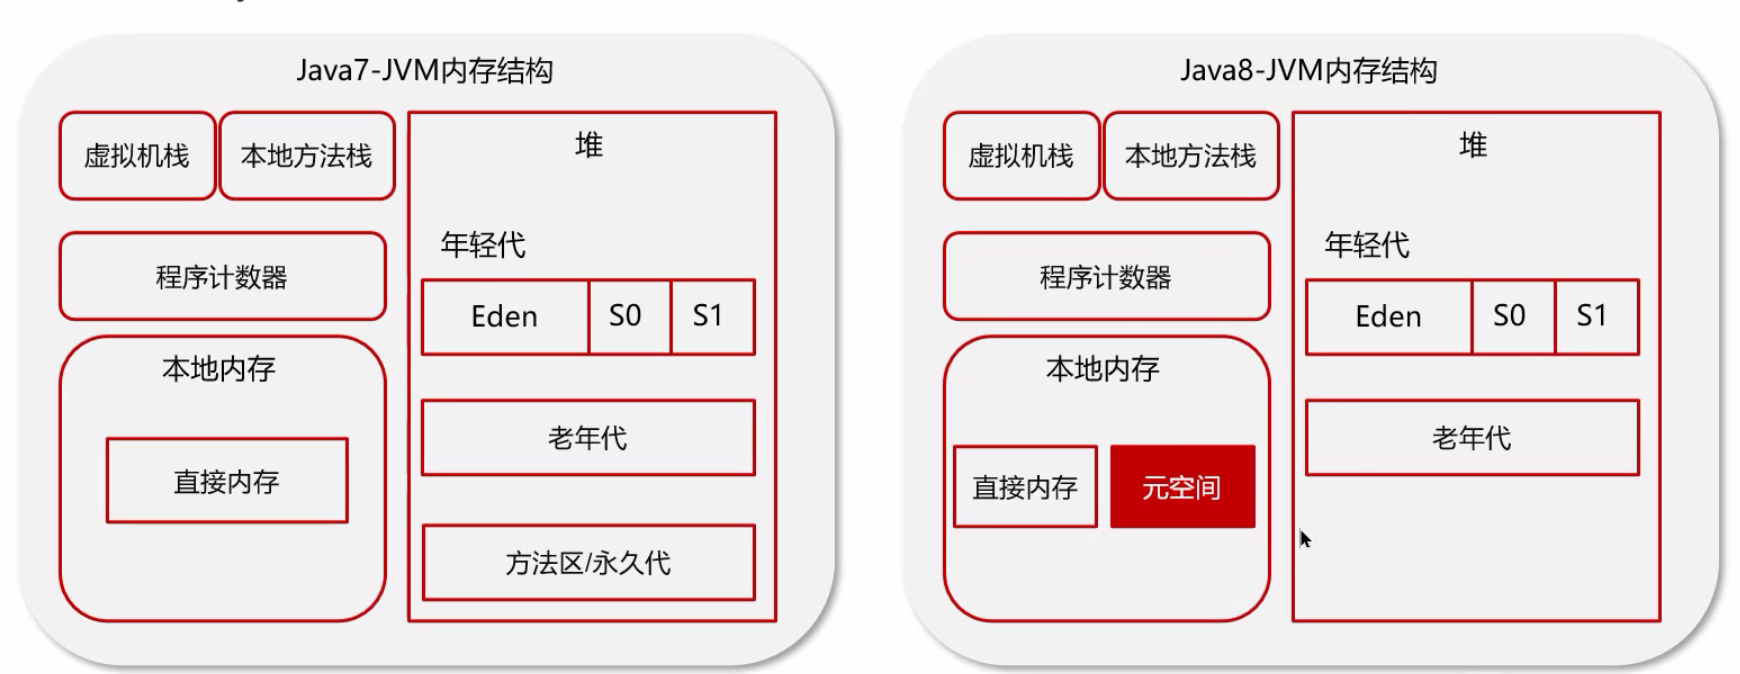 Java7-JVM内存结构
虚拟机栈
本地方法栈
堆
程序计数器
年轻代
Eden
S0
S1
本地内存
直接内存
老年代
方法区/永久代
Java8-JVM内存结构
虚拟机栈
本地方法栈
堆
程序计数器
年轻代
Eden
S0
S1
本地内存
直接内存
元空间
老年代